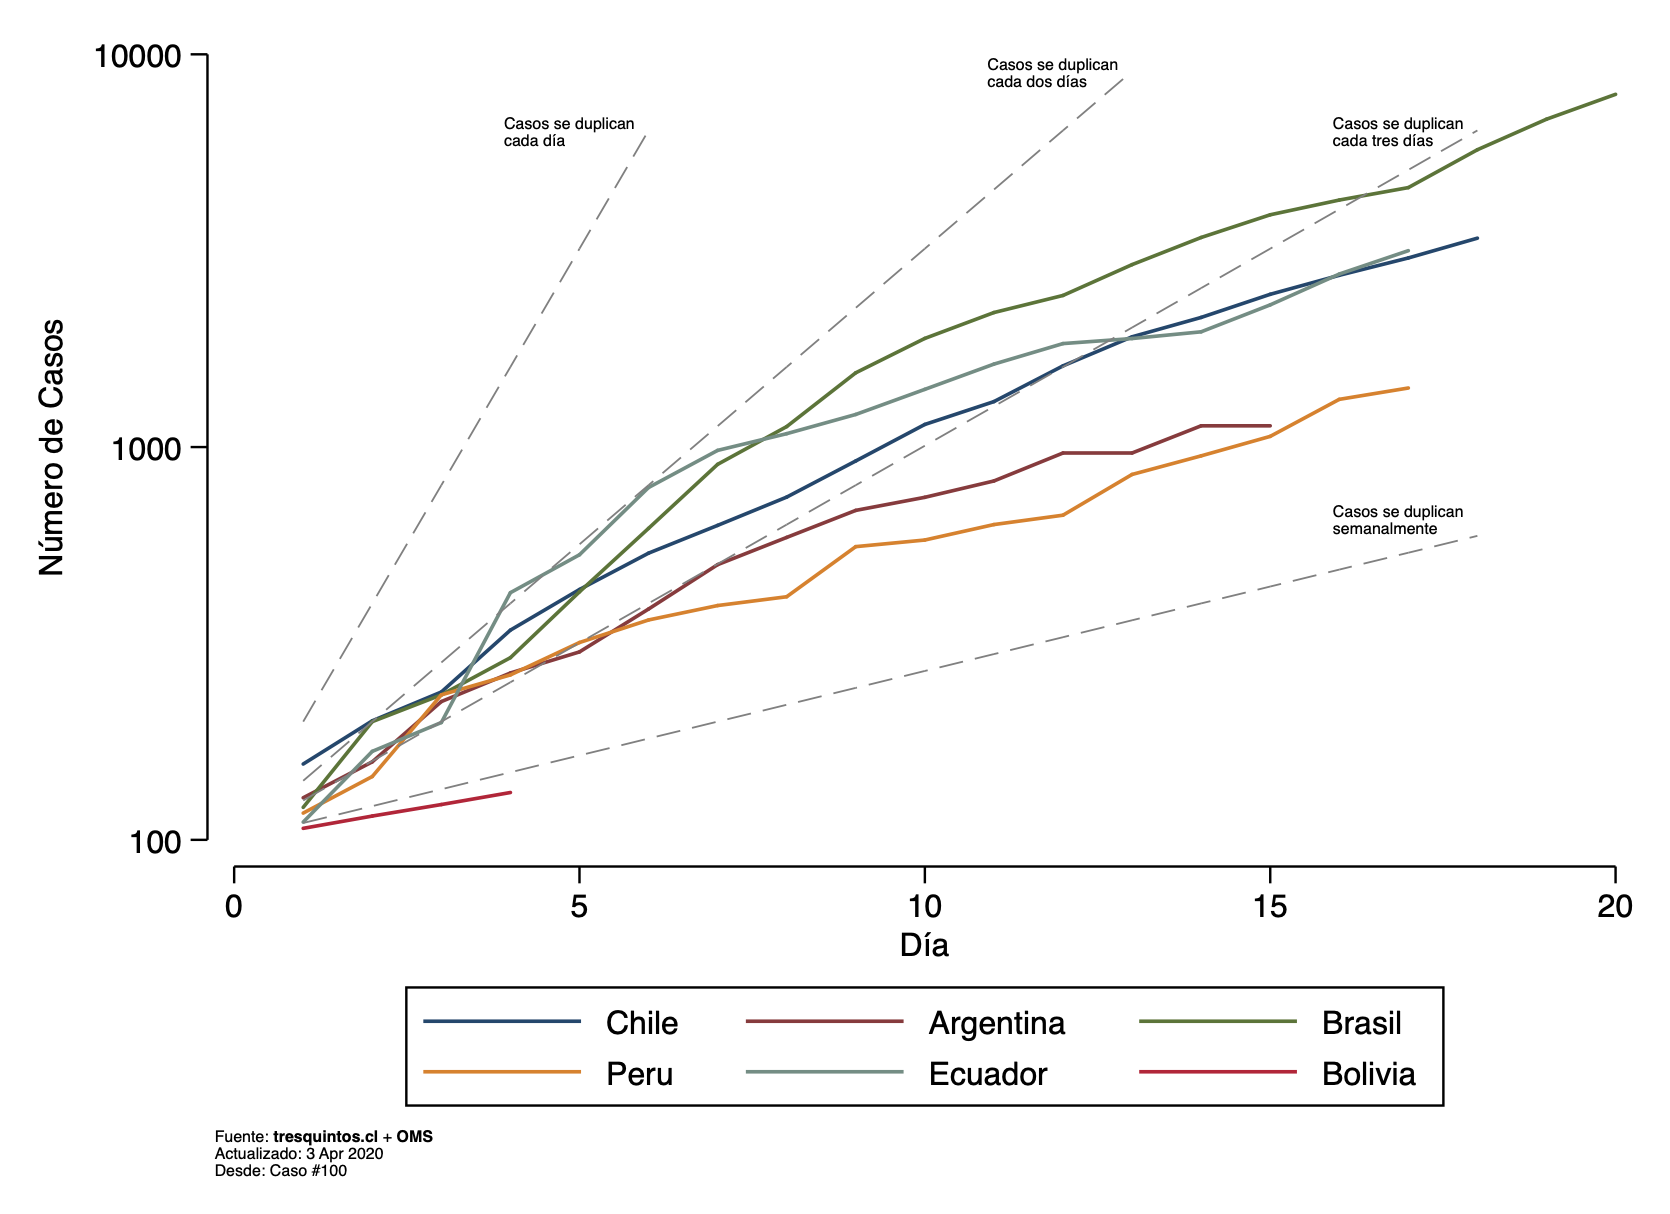 10000
1000
100
Número de Casos
Casos se duplican
cada día
Casos se duplican
cada dos días
Casos se duplican
cada tres días
Casos se duplican
semanalmente
0 5 10 15 20
Día
Chile Argentina Brasil
Peru Ecuador Bolivia
Fuente: tresquintos.cl + OMS
Actualizado: 3 Apr 2020
Desde: Caso #100